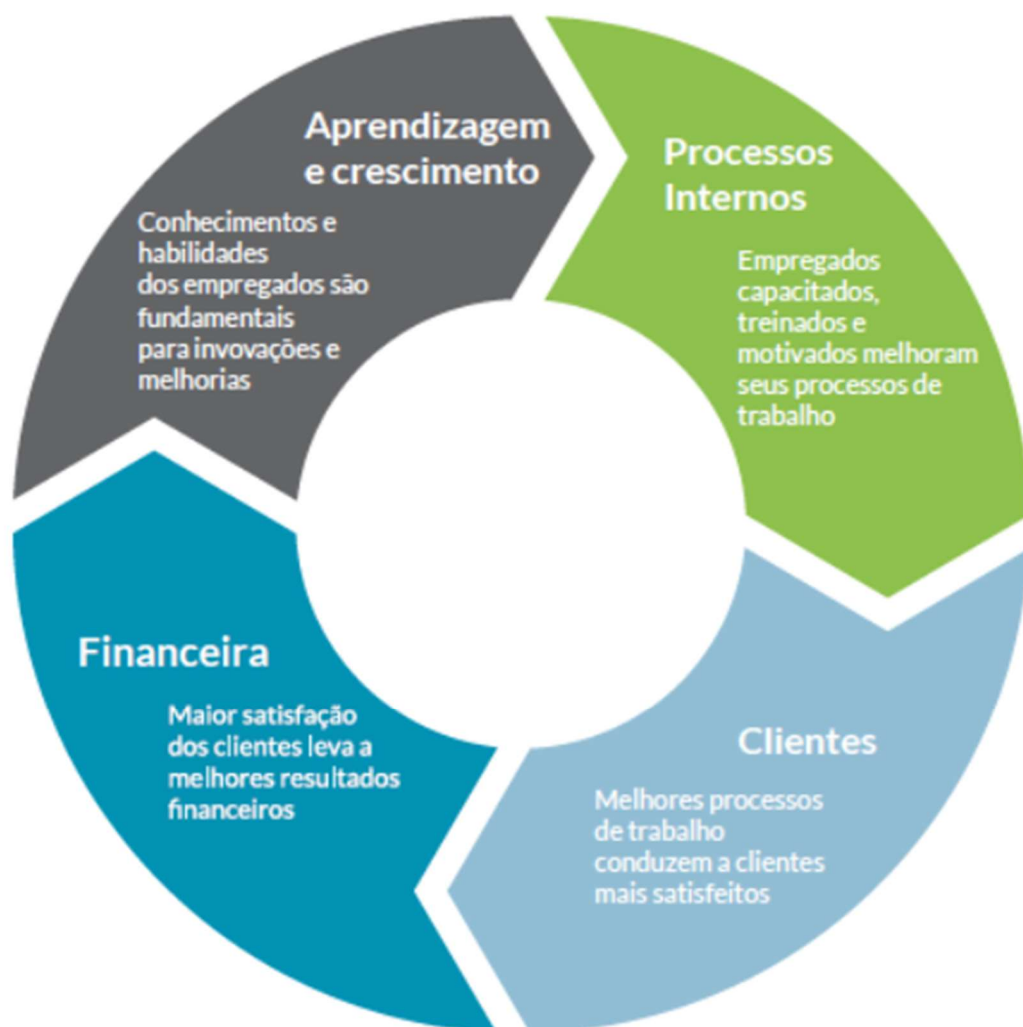 Aprendizagem
e crescimento
Conhecimentos e
habilidades
dos empregados são
fundamentais
para invovações e
melhorias
Processos
Internos
Empregados
capacitados,
treinados e
motivados melhoram
seus processos de
trabalho
Clientes
Melhores processos
de trabalho
conduzem a clientes
mais satisfeitos
Financeira
Maior satisfação
dos clientes leva a
melhores resultados
financeiros